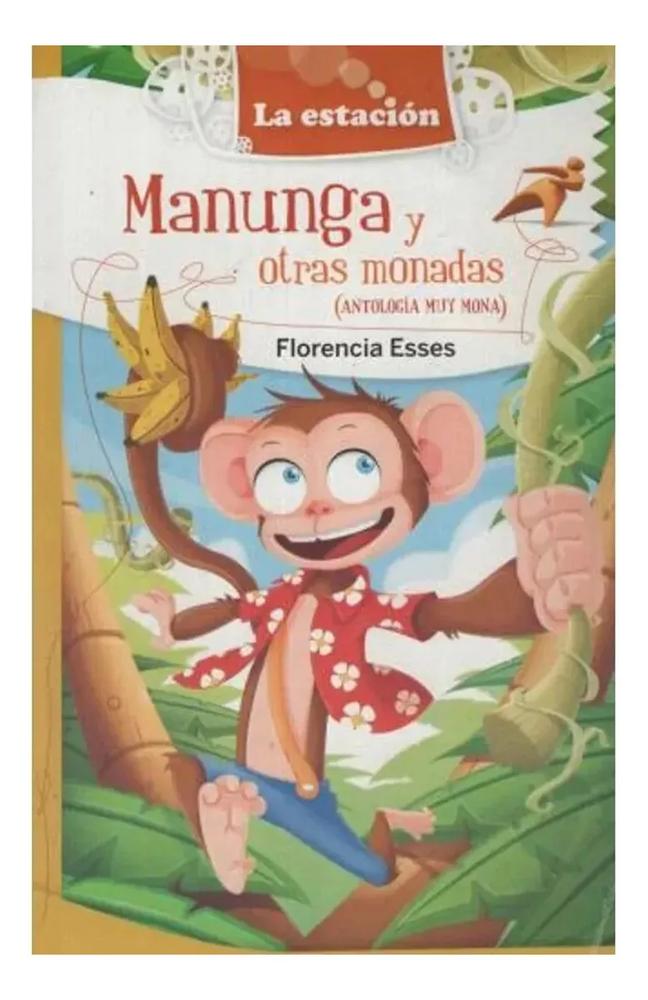 La estación
Manunga y
otras monadas
(ANTOLOGÍA MUY MONA)
Florencia Esses